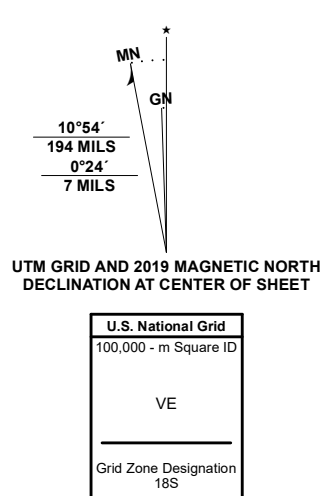 ★
MN
GN
10°54´
194 MILS
0°24´
7 MILS
UTM GRID AND 2019 MAGNETIC NORTH
DECLINATION AT CENTER OF SHEET
U.S. National Grid
100,000 - m Square ID
VE
Grid Zone Designation
18S